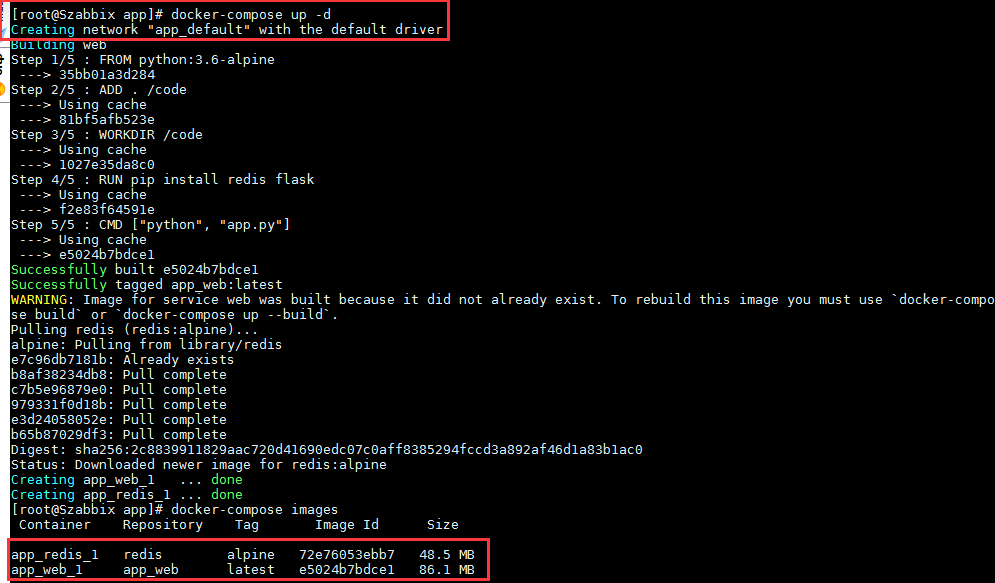 [root@Szabbix app]# docker-compose up -d
Creating network "app_default" with the default driver
Building web
Step 1/5 : FROM python:3.6-alpine
 ---> 35bb01a3d284
Step 2/5 : ADD . /code
 ---> Using cache
 ---> 81bf5afb523e
Step 3/5 : WORKDIR /code
 ---> Using cache
 ---> 1027e35da8c0
Step 4/5 : RUN pip install redis flask
 ---> Using cache
 ---> f2e83f64591e
Step 5/5 : CMD ["python", "app.py"]
 ---> Using cache
 ---> e5024b7bdce1
Successfully built e5024b7bdce1
Successfully tagged app_web:latest
WARNING: Image for service web was built because it did not already exist. To rebuild this image you must use `docker-compo
se build` or `docker-compose up --build`.
Pulling redis (redis:alpine)...
alpine: Pulling from library/redis
e7c96db7181b: Already exists
b8af38234db8: Pull complete
c7b5e96879e0: Pull complete
979331f0d18b: Pull complete
e3d24058052e: Pull complete
b65b87029df3: Pull complete
Digest: sha256:2c8839911829aac720d41690edc07c0aff8385294fccd3a892af46d1a83b1ac0
Status: Downloaded newer image for redis:alpine
Creating app_web_1   ... done
Creating app_redis_1 ... done
[root@Szabbix app]# docker-compose images
 Container    Repository    Tag       Image Id      Size
app_redis_1   redis        alpine   72e76053ebb7   48.5 MB
app_web_1     app_web      latest   e5024b7bdce1   86.1 MB